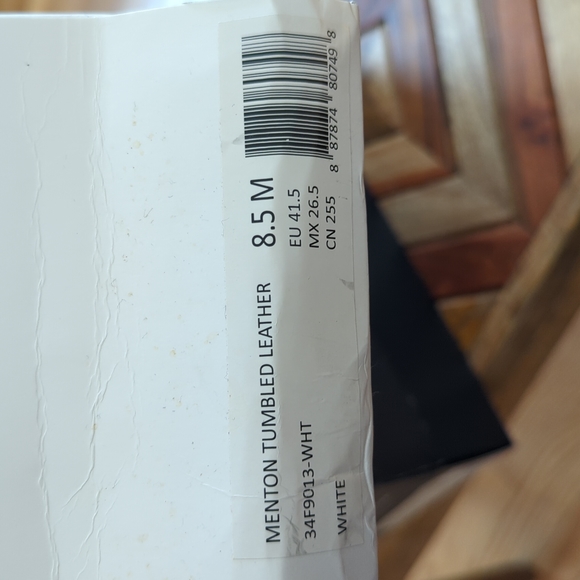 MENTON TUMBLED LEATHER 8.5 M
34F9013-WHT EU 41.5
MX 26.5
WHITE CN 255
8 87874 80749 8